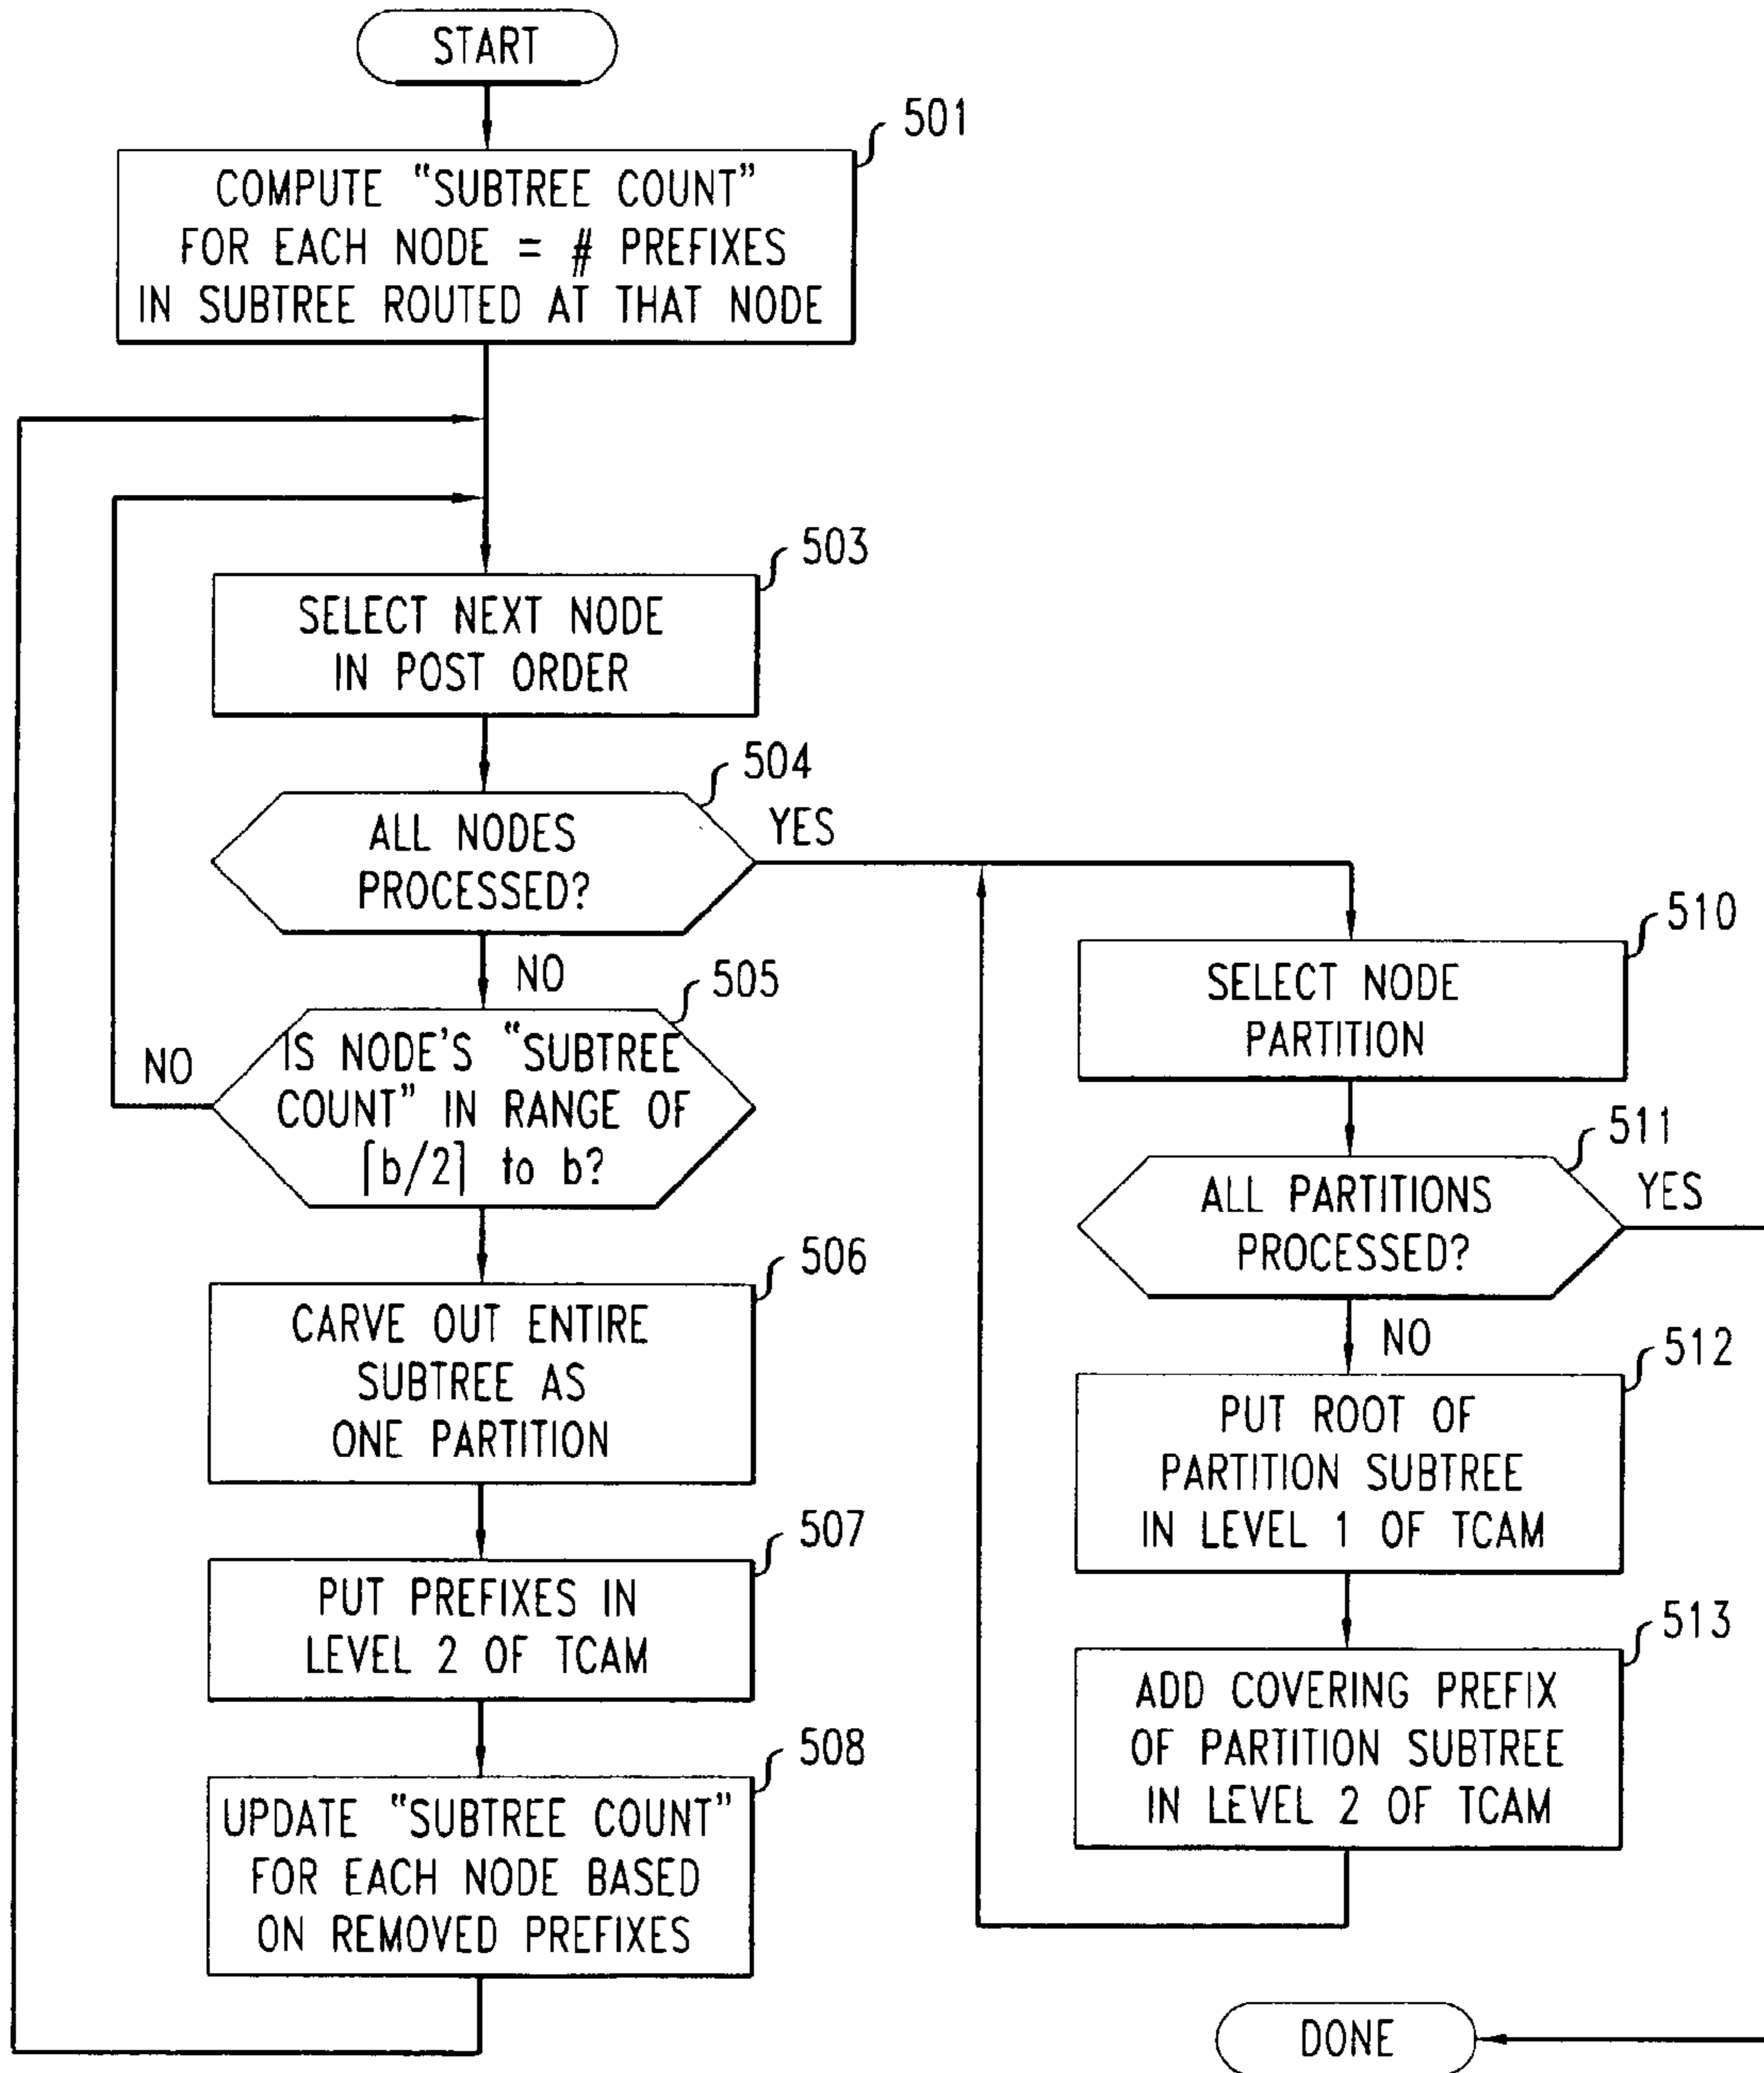 START
501
COMPUTE "SUBTREE COUNT"
FOR EACH NODE = # PREFIXES
IN SUBTREE ROUTED AT THAT NODE
503
SELECT NEXT NODE
IN POST ORDER
504
ALL NODES
PROCESSED?
YES
NO
505
IS NODE'S "SUBTREE
COUNT" IN RANGE OF
⌈b/2⌉ to b?
NO
506
CARVE OUT ENTIRE
SUBTREE AS
ONE PARTITION
507
PUT PREFIXES IN
LEVEL 2 OF TCAM
508
UPDATE "SUBTREE COUNT"
FOR EACH NODE BASED
ON REMOVED PREFIXES
510
SELECT NODE
PARTITION
511
ALL PARTITIONS
PROCESSED?
YES
NO
512
PUT ROOT OF
PARTITION SUBTREE
IN LEVEL 1 OF TCAM
513
ADD COVERING PREFIX
OF PARTITION SUBTREE
IN LEVEL 2 OF TCAM
DONE